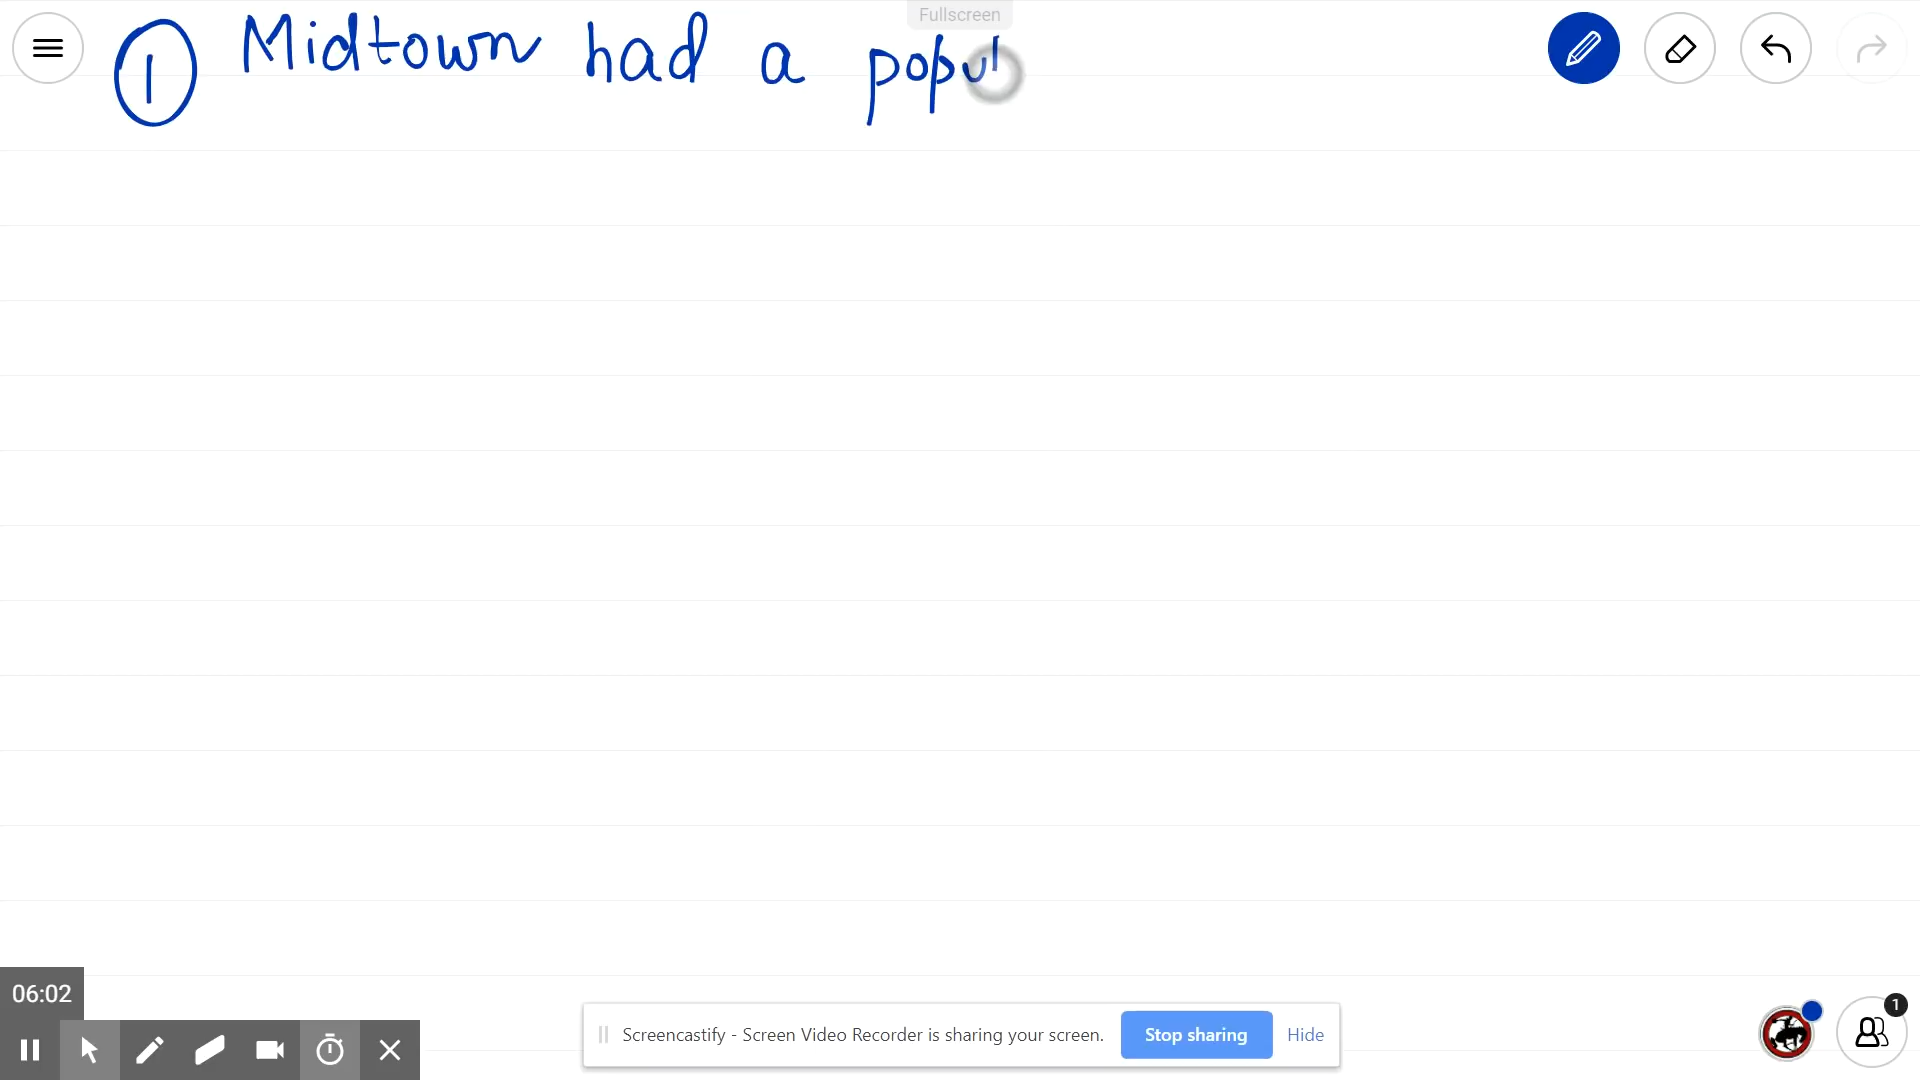 Fullscreen
1 Midtown had a popul
06:02
Screencastify - Screen Video Recorder is sharing your screen. Stop sharing Hide
1